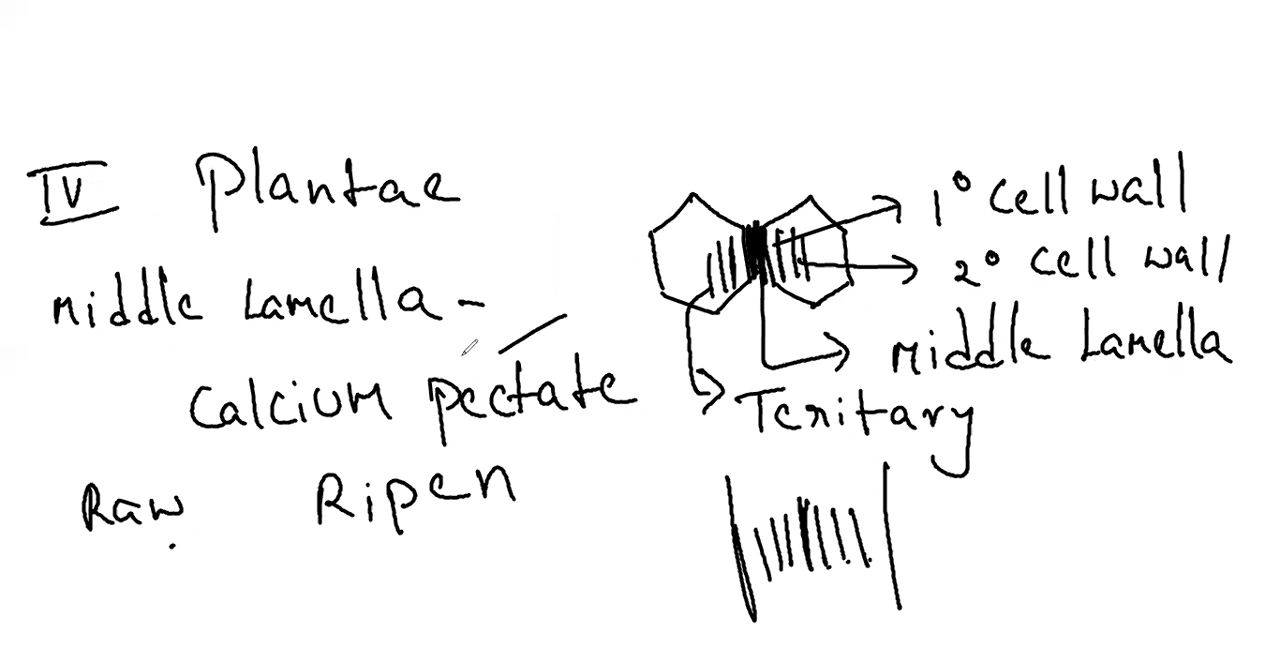 IV Plantae
Middle Lamella -
Calcium pectate
Raw Ripen
1° cell wall
2° cell wall
Middle Lamella
Teritary